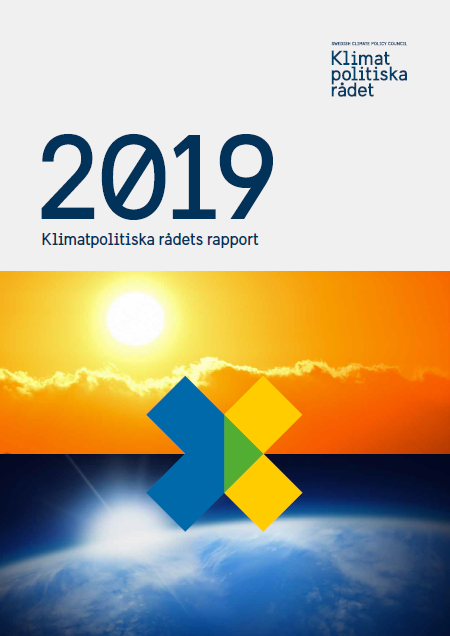 SWEDISH CLIMATE POLICY COUNCIL
Klimat
politiska
rådet
2019
Klimatpolitiska rådets rapport